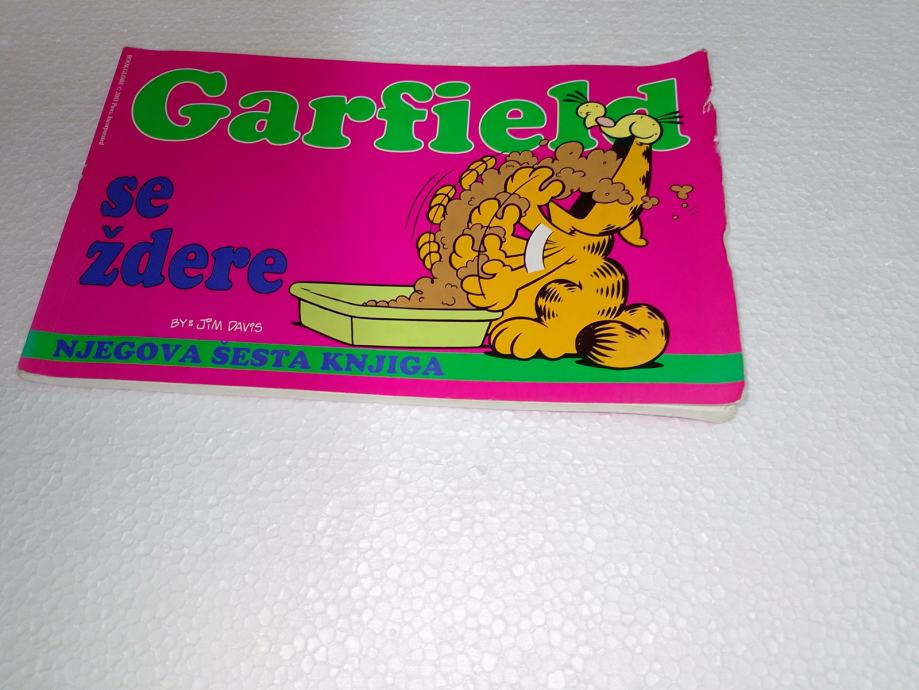 Garfield
se
ždere
BY: JIM DAVIS
NJEGOVA ŠESTA KNJIGA